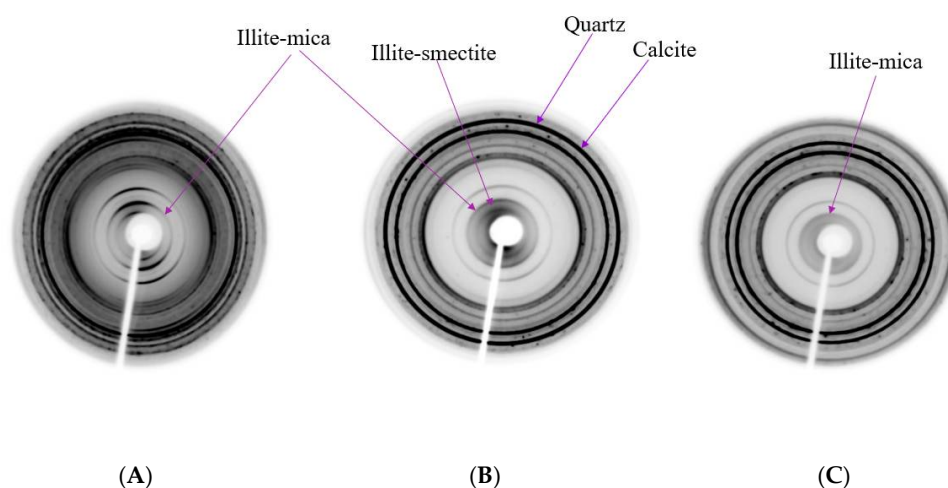 Quartz
Illite-mica
Illite-smectite
Calcite
Illite-mica
(A)
(B)
(C)